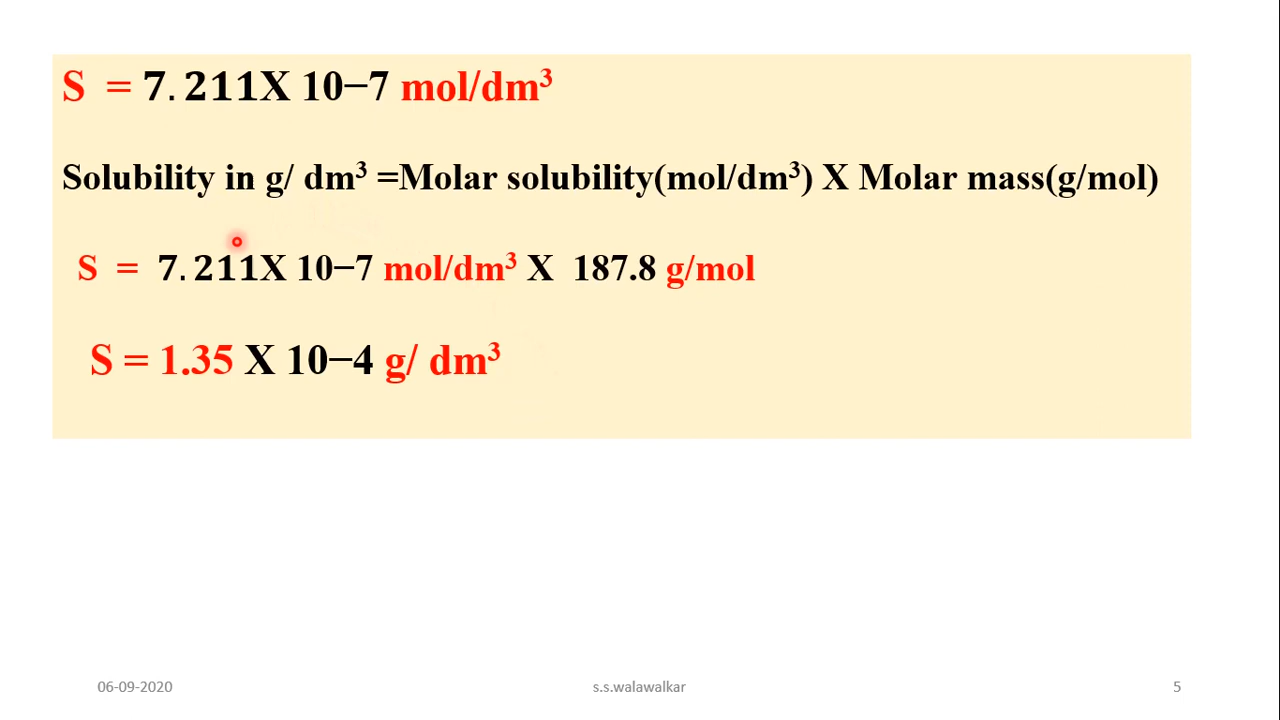 S = 7.211X 10−7 mol/dm³
Solubility in g/ dm³ =Molar solubility(mol/dm³) X Molar mass(g/mol)
S = 7.211X 10−7 mol/dm³ X 187.8 g/mol
S = 1.35 X 10−4 g/ dm³
06-09-2020 s.s.walawalkar 5